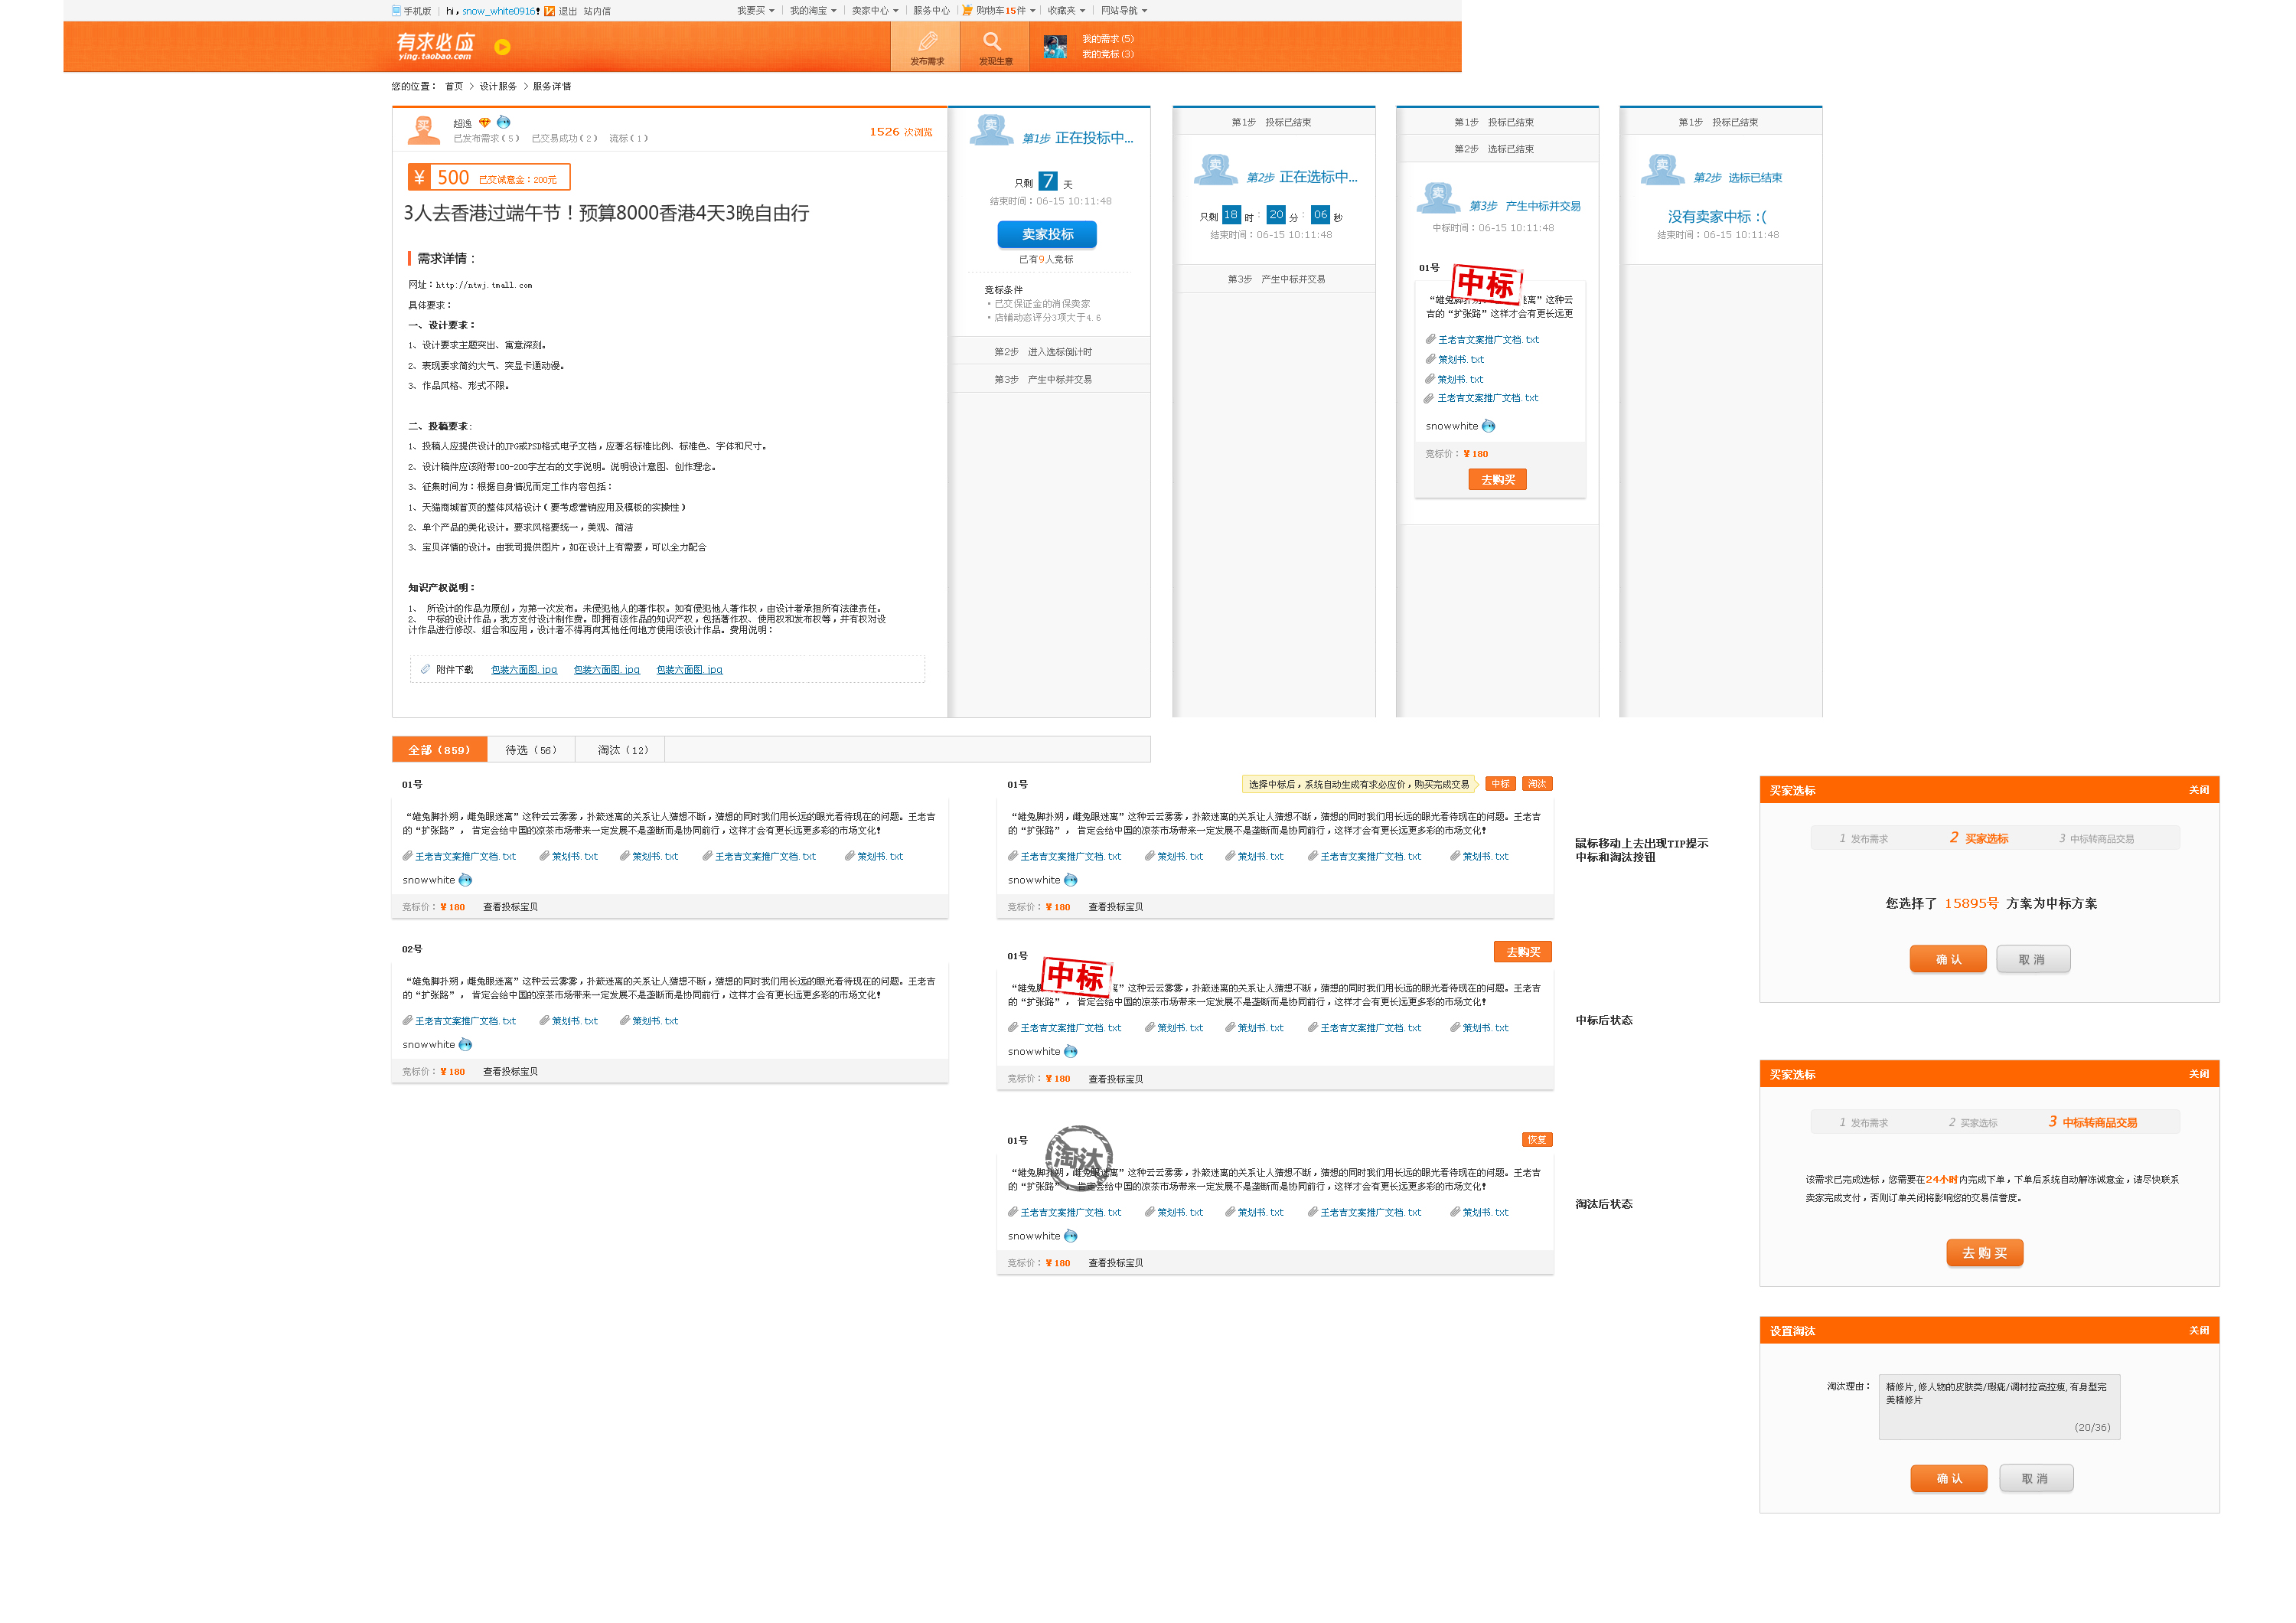 手机版 hi，snow_white0916！ 退出 站内信 我要买 我的淘宝 卖家中心 服务中心 购物车15件 收藏夹 网站导航
有求必应
ying.taobao.com
发布需求
发现生意
我的需求(5)
我的竞标(3)
您的位置： 首页 > 设计服务 > 服务详情
买
超逸
已发布需求(5) 已交易成功(2) 流标(1)
1526 次浏览
¥ 500 已交诚意金：200元
3人去香港过端午节！预算8000香港4天3晚自由行
需求详情：
网址：http://ntwj.tmall.com
具体要求：
一、设计要求：
1、设计要求主题突出、寓意深刻。
2、表现要求简约大气、突显卡通动漫。
3、作品风格、形式不限。
二、投稿要求：
1、投稿人应提供设计的JPG或PSD格式电子文档，应著名标准比例、标准色、字体和尺寸。
2、设计稿件应该附带100-200字左右的文字说明。说明设计意图、创作理念。
3、征集时间为：根据自身情况而定工作内容包括：
1、天猫商城首页的整体风格设计（要考虑营销应用及模板的实操性）
2、单个产品的美化设计。要求风格要统一，美观、简洁
3、宝贝详情的设计。由我司提供图片，如在设计上有需要，可以全力配合
知识产权说明：
1、 所设计的作品为原创，为第一次发布。未侵犯他人的著作权。如有侵犯他人著作权，由设计者承担所有法律责任。
2、 中标的设计作品，我方支付设计制作费。即拥有该作品的知识产权，包括著作权、使用权和发布权等，并有权对设
计作品进行修改、组合和应用，设计者不得再向其他任何地方使用该设计作品。费用说明：
附件下载 包装六面图.jpg 包装六面图.jpg 包装六面图.jpg
卖
第1步 正在投标中...
只剩 7 天
结束时间：06-15 10:11:48
卖家投标
已有9人竞标
竞标条件
• 已交保证金的消保卖家
• 店铺动态评分3项大于4.6
第2步 进入选标倒计时
第3步 产生中标并交易
第1步 投标已结束
卖
第2步 正在选标中...
只剩 18 时：20 分：06 秒
结束时间：06-15 10:11:48
第3步 产生中标并交易
第1步 投标已结束
第2步 选标已结束
卖
第3步 产生中标并交易
中标时间：06-15 10:11:48
01号
中标
“雄兔脚扑 迷离”这种云
吉的“扩张路”这样才会有更长远更
王老吉文案推广文档.txt
策划书.txt
策划书.txt
王老吉文案推广文档.txt
snowwhite
竞标价：¥ 180
去购买
第1步 投标已结束
卖
第2步 选标已结束
没有卖家中标 :(
结束时间：06-15 10:11:48
全部（859） 待选（56） 淘汰（12）
01号
“雄兔脚扑朔，雌兔眼迷离”这种云云雾雾，扑簌迷离的关系让人猜想不断，猜想的同时我们用长远的眼光看待现在的问题。王老吉
的“扩张路”， 肯定会给中国的凉茶市场带来一定发展不是垄断而是协同前行，这样才会有更长远更多彩的市场文化！
王老吉文案推广文档.txt 策划书.txt 策划书.txt 王老吉文案推广文档.txt 策划书.txt
snowwhite
竞标价：¥ 180 查看投标宝贝
02号
“雄兔脚扑朔，雌兔眼迷离”这种云云雾雾，扑簌迷离的关系让人猜想不断，猜想的同时我们用长远的眼光看待现在的问题。王老吉
的“扩张路”， 肯定会给中国的凉茶市场带来一定发展不是垄断而是协同前行，这样才会有更长远更多彩的市场文化！
王老吉文案推广文档.txt 策划书.txt 策划书.txt
snowwhite
竞标价：¥ 180 查看投标宝贝
01号
选择中标后，系统自动生成有求必应价，购买完成交易 中标 淘汰
“雄兔脚扑朔，雌兔眼迷离”这种云云雾雾，扑簌迷离的关系让人猜想不断，猜想的同时我们用长远的眼光看待现在的问题。王老吉
的“扩张路”， 肯定会给中国的凉茶市场带来一定发展不是垄断而是协同前行，这样才会有更长远更多彩的市场文化！
王老吉文案推广文档.txt 策划书.txt 策划书.txt 王老吉文案推广文档.txt 策划书.txt
snowwhite
竞标价：¥ 180 查看投标宝贝
鼠标移动上去出现TIP提示
中标和淘汰按钮
01号
中标
去购买
“雄兔脚 离”这种云云雾雾，扑簌迷离的关系让人猜想不断，猜想的同时我们用长远的眼光看待现在的问题。王老吉
的“扩张路”， 肯定会给中国的凉茶市场带来一定发展不是垄断而是协同前行，这样才会有更长远更多彩的市场文化！
王老吉文案推广文档.txt 策划书.txt 策划书.txt 王老吉文案推广文档.txt 策划书.txt
snowwhite
竞标价：¥ 180 查看投标宝贝
中标后状态
01号
淘汰
恢复
“雄兔脚扑朔，雌兔眼迷离”这种云云雾雾，扑簌迷离的关系让人猜想不断，猜想的同时我们用长远的眼光看待现在的问题。王老吉
的“扩张路”， 肯定会给中国的凉茶市场带来一定发展不是垄断而是协同前行，这样才会有更长远更多彩的市场文化！
王老吉文案推广文档.txt 策划书.txt 策划书.txt 王老吉文案推广文档.txt 策划书.txt
snowwhite
竞标价：¥ 180 查看投标宝贝
淘汰后状态
买家选标 关闭
1 发布需求 2 买家选标 3 中标转商品交易
您选择了 15895号 方案为中标方案
确 认 取 消
买家选标 关闭
1 发布需求 2 买家选标 3 中标转商品交易
该需求已完成选标，您需要在24小时内完成下单，下单后系统自动解冻诚意金，请尽快联系
卖家完成支付，否则订单关闭将影响您的交易信誉度。
去 购 买
设置淘汰 关闭
淘汰理由：
精修片,修人物的皮肤类/瑕疵/调材拉高拉瘦,有身型完
美精修片
(20/36)
确 认 取 消